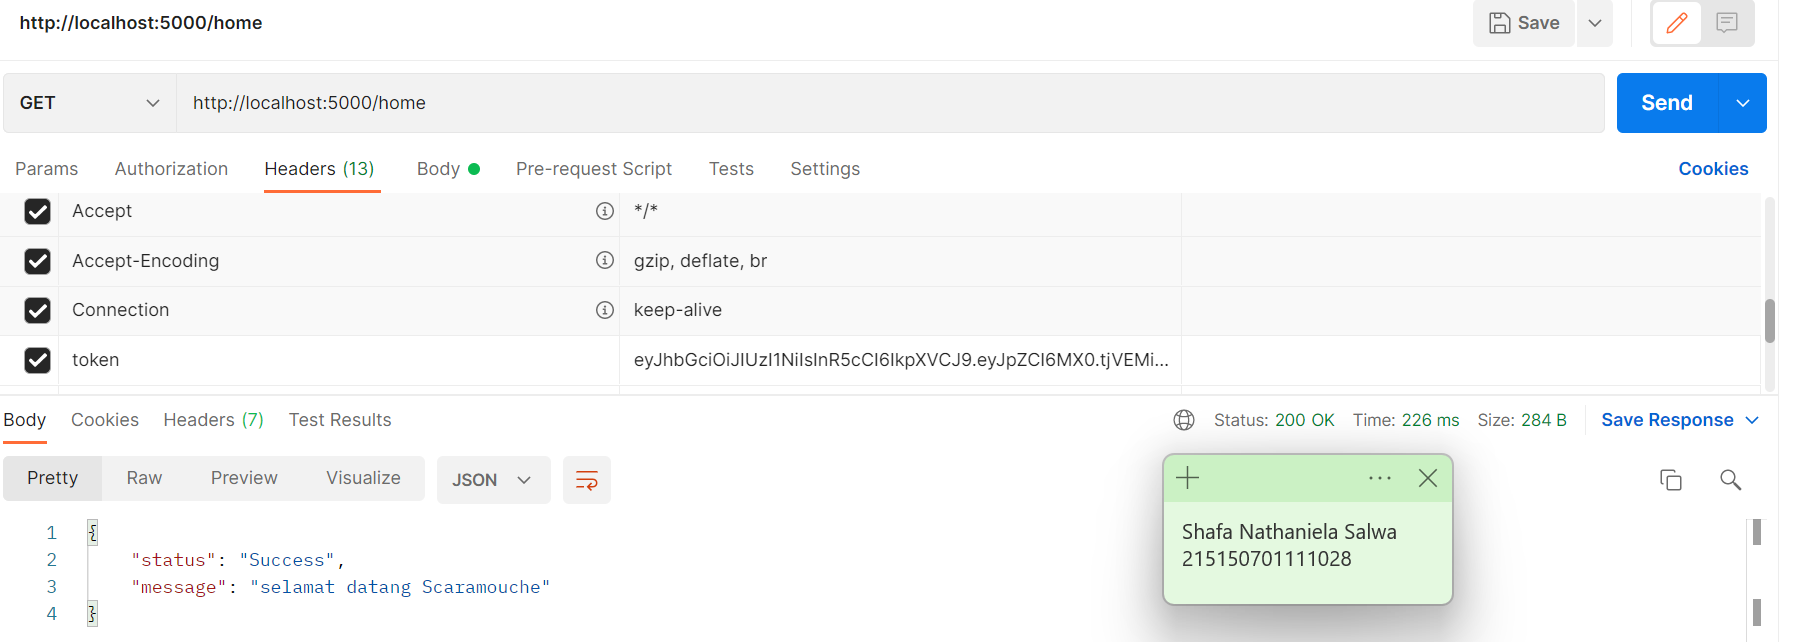 http://localhost:5000/home
Save
GET
http://localhost:5000/home
Send
Params Authorization Headers (13) Body Pre-request Script Tests Settings Cookies
Accept */*
Accept-Encoding gzip, deflate, br
Connection keep-alive
token eyJhbGciOiJIUzI1NiIsInR5cCI6IkpXVCJ9.eyJpZCI6MX0.tjVEMi...
Body Cookies Headers (7) Test Results Status: 200 OK Time: 226 ms Size: 284 B Save Response
Pretty Raw Preview Visualize JSON
1 {
2 "status": "Success",
3 "message": "selamat datang Scaramouche"
4 }
Shafa Nathaniela Salwa
215150701111028